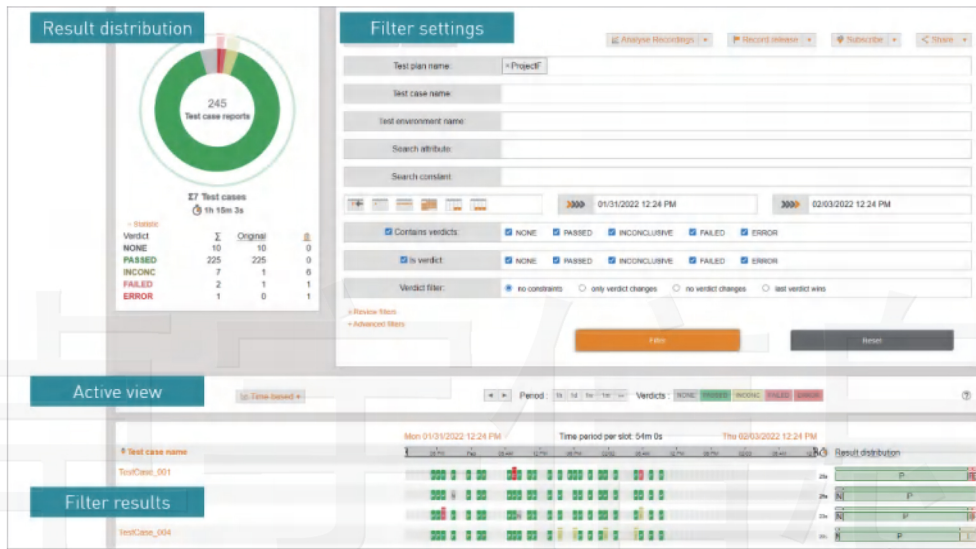 Result distribution
Filter settings
Analyse Recordings
Record release
Subscribe
Share
Test plan name:
=ProjectF
Test case name:
Test environment name:
Search attribute:
Search constant:
245
Test case reports
Σ7 Test cases
1h 15m 3s
01/31/2022 12:24 PM
02/03/2022 12:24 PM
- Statistic
Verdict Σ Original
NONE 10 10 0
PASSED 225 225 0
INCONC 7 1 6
FAILED 2 1 1
ERROR 1 0 1
Contains verdicts: NONE PASSED INCONCLUSIVE FAILED ERROR
Is verdict: NONE PASSED INCONCLUSIVE FAILED ERROR
Verdict filter: no constraints only verdict changes no verdict changes last verdict wins
+ Review filters
+ Advanced filters
Filter
Reset
Active view
Time-based
Period:
Verdicts: NONE PASSED INCONC FAILED ERROR
Mon 01/31/2022 12:24 PM
Time period per slot: 54m 0s
Thu 02/03/2022 12:24 PM
Test case name
Result distribution
TestCase_001
P
N P
Filter results
N P
TestCase_004
P